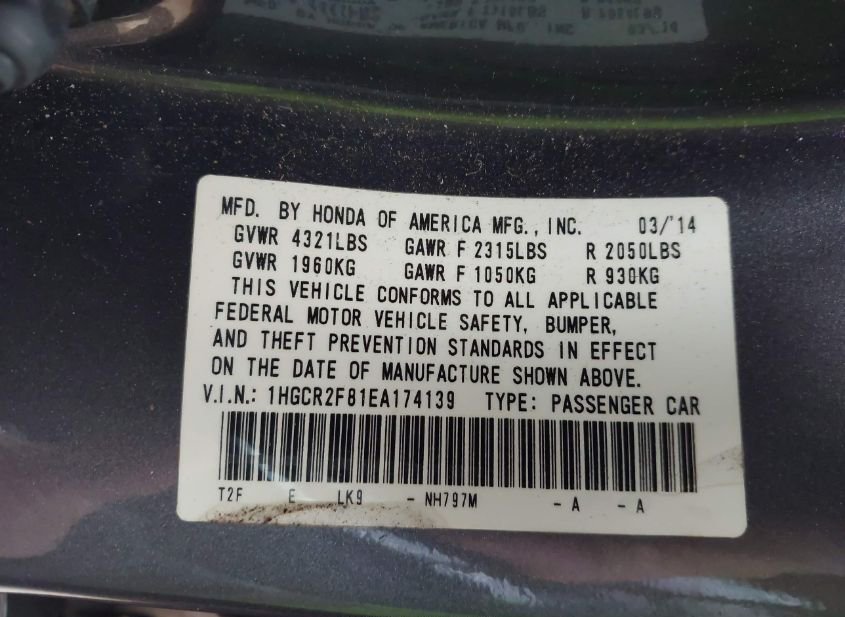 MFD. BY HONDA OF AMERICA MFG., INC. 03/'14
GVWR 4321LBS GAWR F 2315LBS R 2050LBS
GVWR 1960KG GAWR F 1050KG R 930KG
THIS VEHICLE CONFORMS TO ALL APPLICABLE
FEDERAL MOTOR VEHICLE SAFETY, BUMPER,
AND THEFT PREVENTION STANDARDS IN EFFECT
ON THE DATE OF MANUFACTURE SHOWN ABOVE.
V.I.N.: 1HGCR2F81EA174139 TYPE: PASSENGER CAR
T2F E LK9 - NH797M - A - A